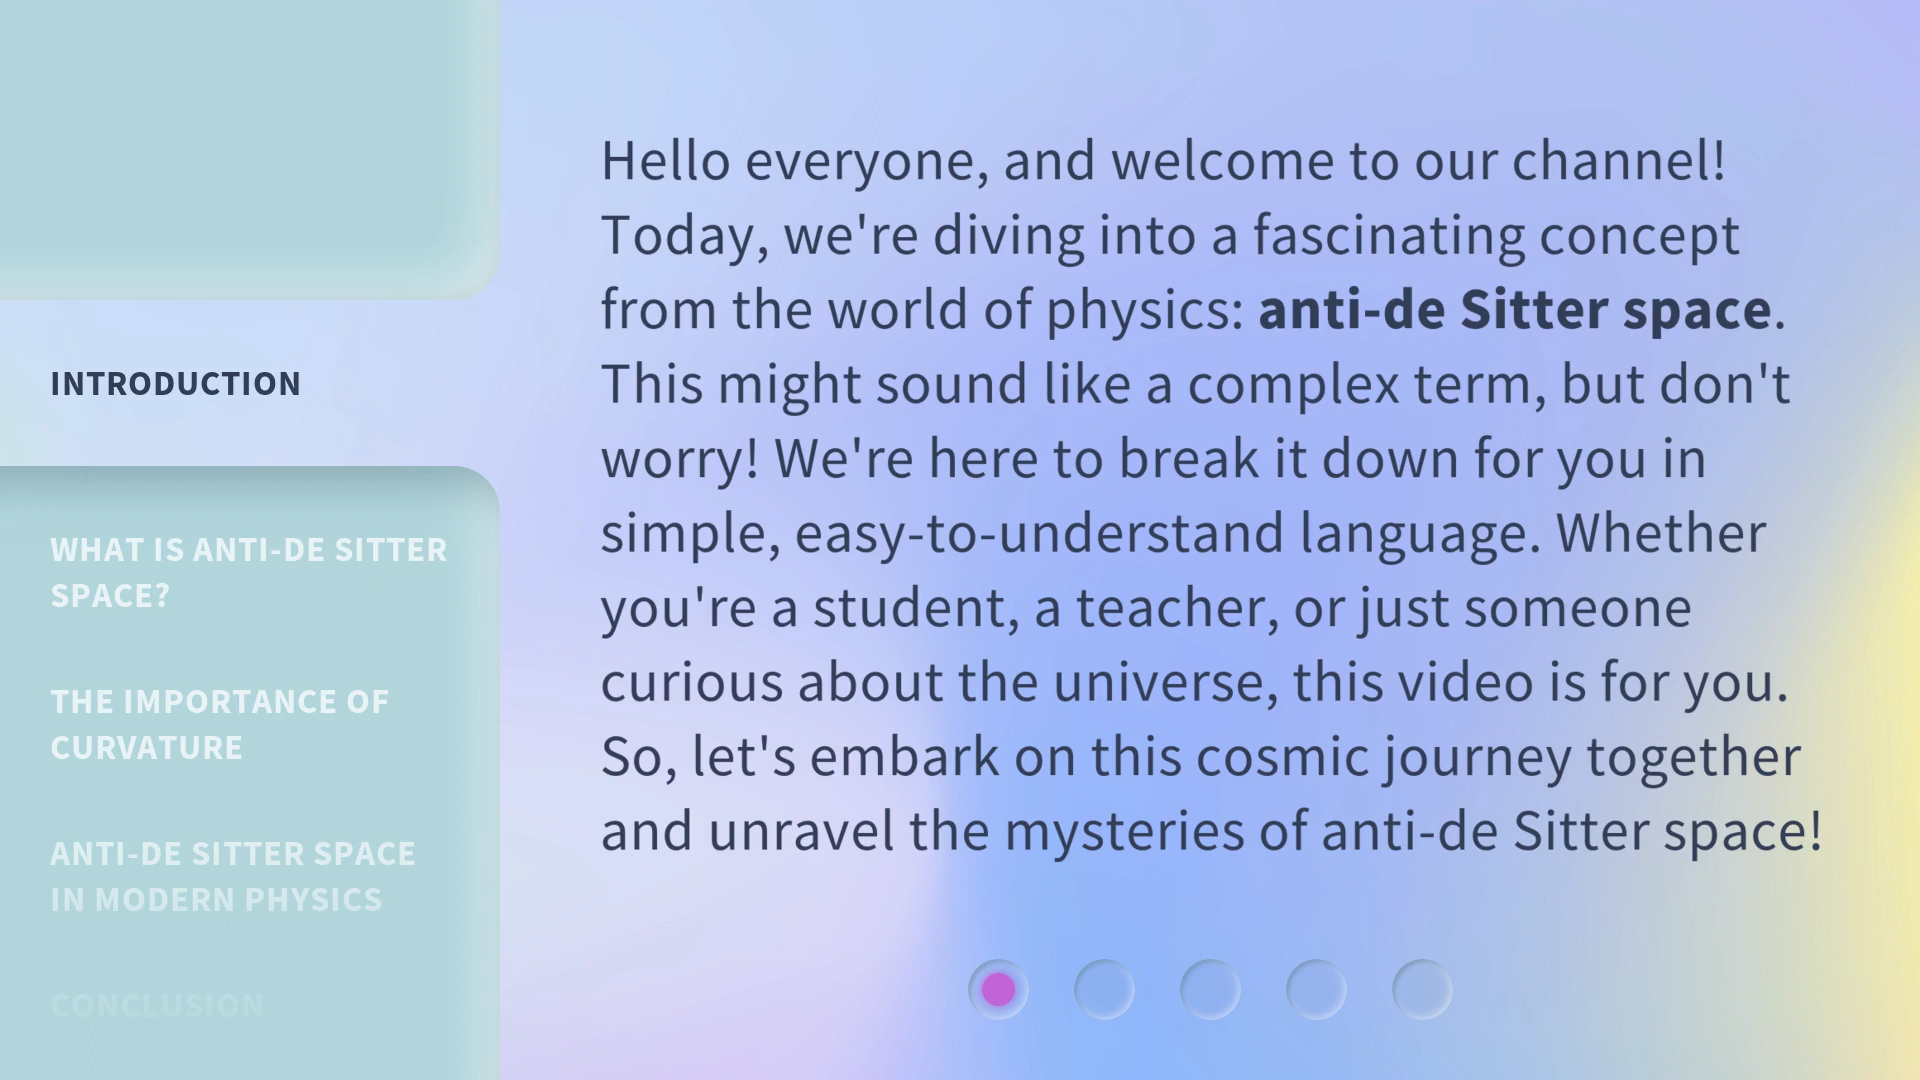 INTRODUCTION
WHAT IS ANTI-DE SITTER
SPACE?
THE IMPORTANCE OF
CURVATURE
ANTI-DE SITTER SPACE
IN MODERN PHYSICS
CONCLUSION
Hello everyone, and welcome to our channel!
Today, we're diving into a fascinating concept
from the world of physics: anti-de Sitter space.
This might sound like a complex term, but don't
worry! We're here to break it down for you in
simple, easy-to-understand language. Whether
you're a student, a teacher, or just someone
curious about the universe, this video is for you.
So, let's embark on this cosmic journey together
and unravel the mysteries of anti-de Sitter space!